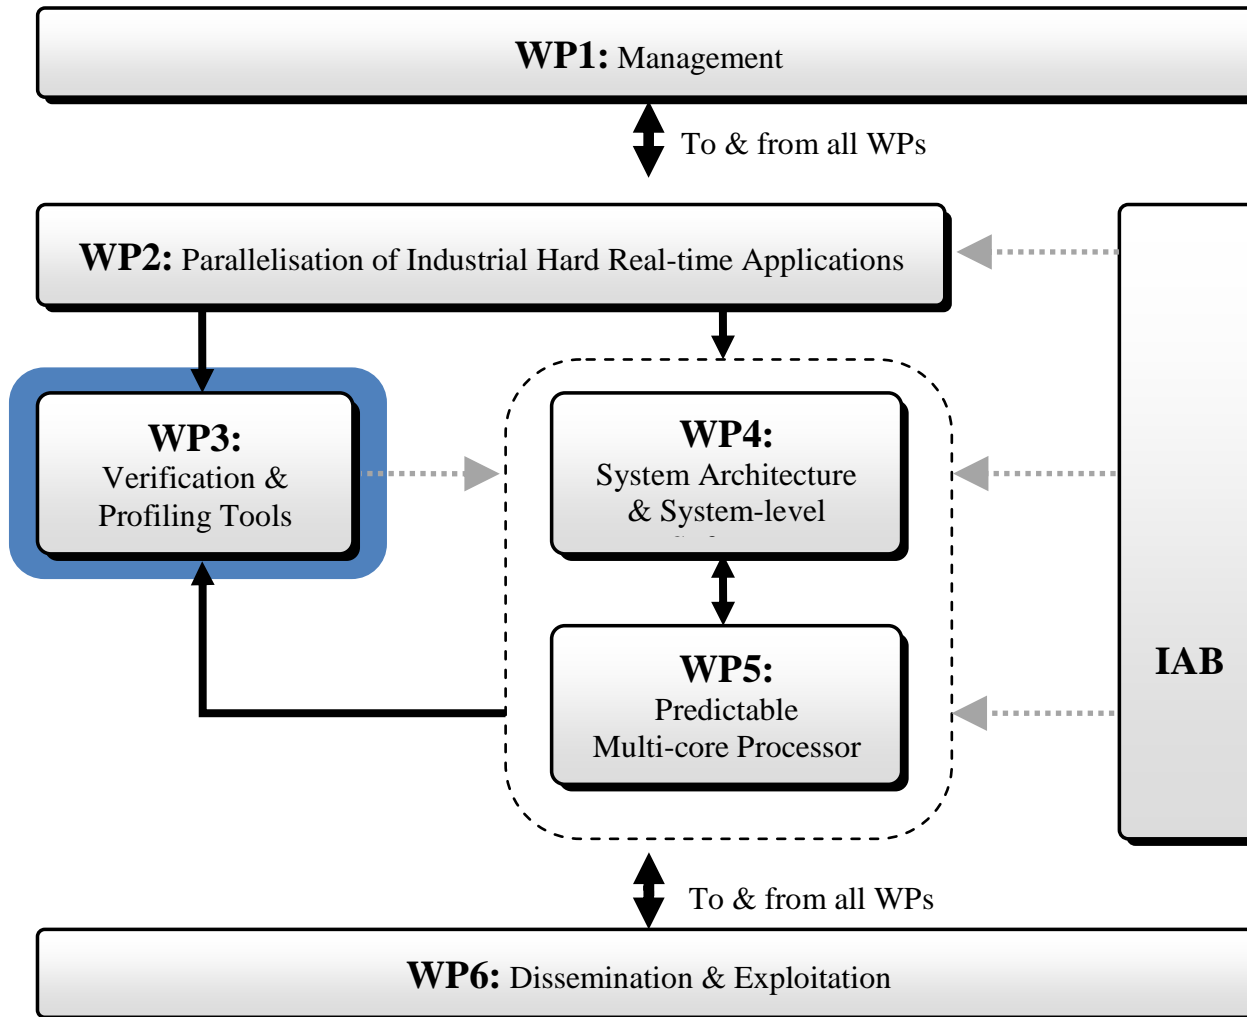 WP1: Management
To & from all WPs
WP2: Parallelisation of Industrial Hard Real-time Applications
WP3:
Verification &
Profiling Tools
WP4:
System Architecture
& System-level
WP5:
Predictable
Multi-core Processor
IAB
To & from all WPs
WP6: Dissemination & Exploitation